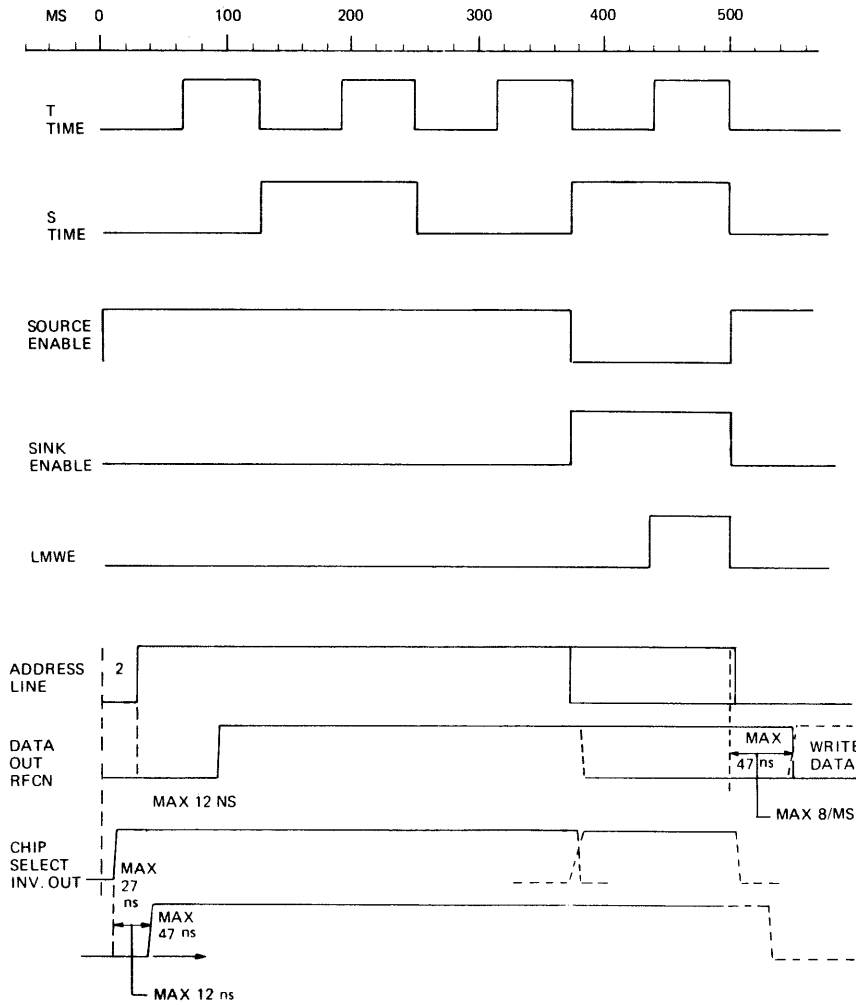 MS 0 100 200 300 400 500
T
TIME
S
TIME
SOURCE
ENABLE
SINK
ENABLE
LMWE
ADDRESS
LINE
2
DATA
OUT
RFCN
MAX
47 ns
WRITE
DATA
MAX 12 NS
MAX 8/MS
CHIP
SELECT
INV. OUT
MAX
27
ns
MAX
47 ns
MAX 12 ns